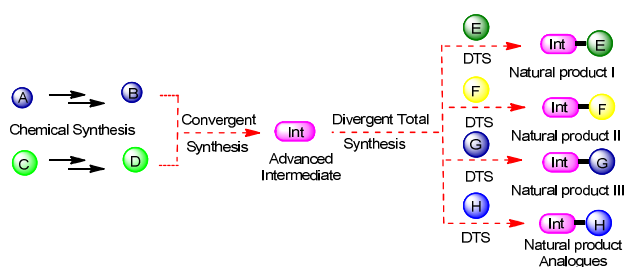 A
B
Chemical Synthesis
C
D
Convergent
Synthesis
Int
Advanced
Intermediate
Divergent Total
Synthesis
E
DTS
Int E
Natural product I
F
DTS
Int F
Natural product II
G
DTS
Int G
Natural product III
H
DTS
Int H
Natural product
Analogues